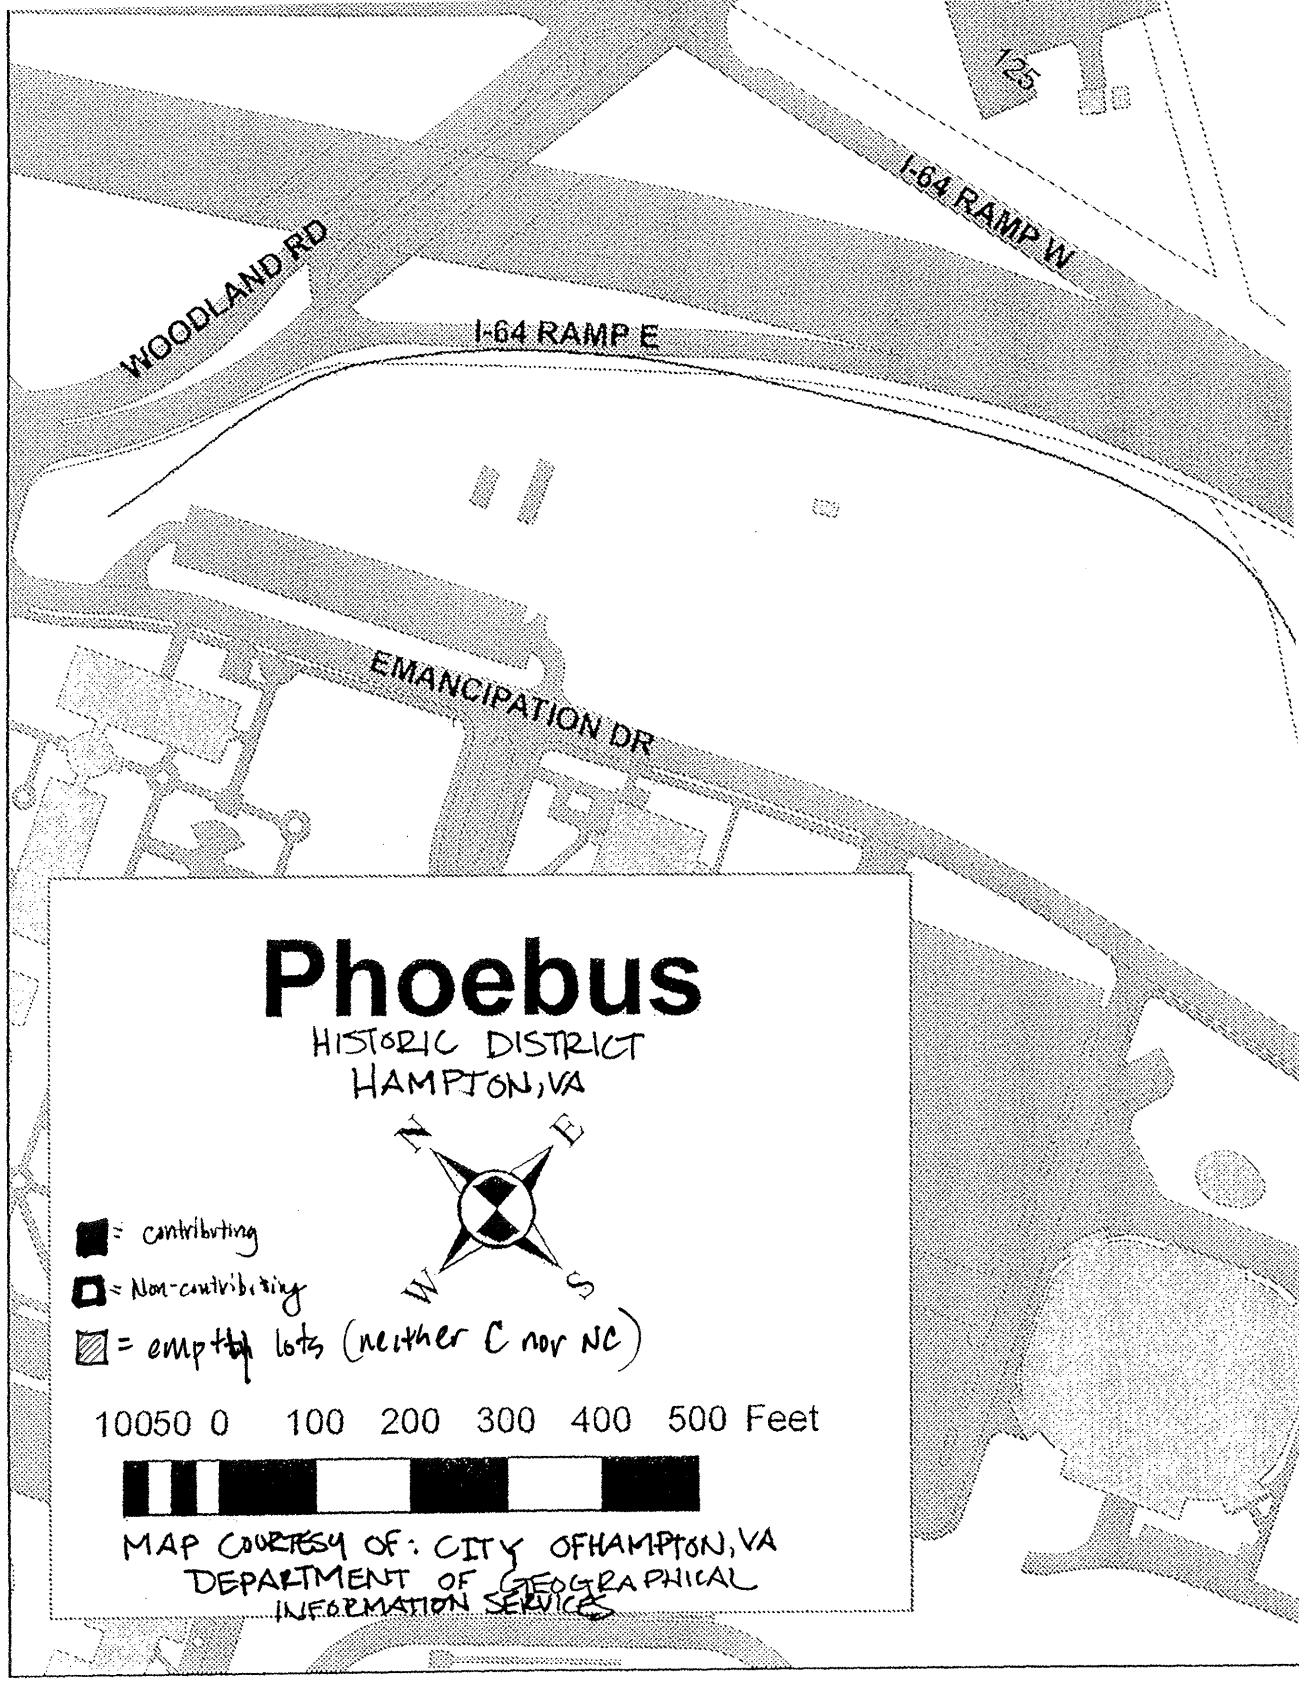 125
I-64 RAMP W
WOODLAND RD
I-64 RAMP E
EMANCIPATION DR
Phoebus
HISTORIC DISTRICT
HAMPTON, VA
N E
W S
= contributing
= Non-contributing
= empty lots (neither C nor NC)
10050 0 100 200 300 400 500 Feet
MAP COURTESY OF: CITY OF HAMPTON, VA
DEPARTMENT OF GEOGRAPHICAL
INFORMATION SERVICES